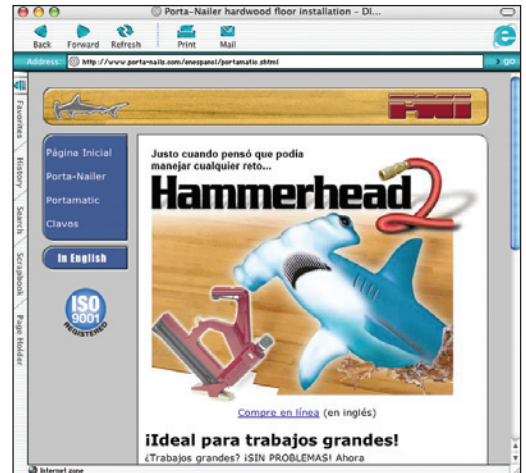 Porta-Nailer hardwood floor installation – DI...
Back Forward Refresh Print Mail
Address: http://www.porta-nails.com/enespanol/portamatic.shtml go
Favorites
History
Search
Scrapbook
Page Holder
PNI
Página Inicial
Porta-Nailer
Portamatic
Clavos
In English
ISO
9001
REGISTERED
Justo cuando pensó que podía
manejar cualquier reto...
Hammerhead 2
Compre en línea (en inglés)
¡Ideal para trabajos grandes!
¿Trabajos grandes? ¡SIN PROBLEMAS! Ahora
Internet zone